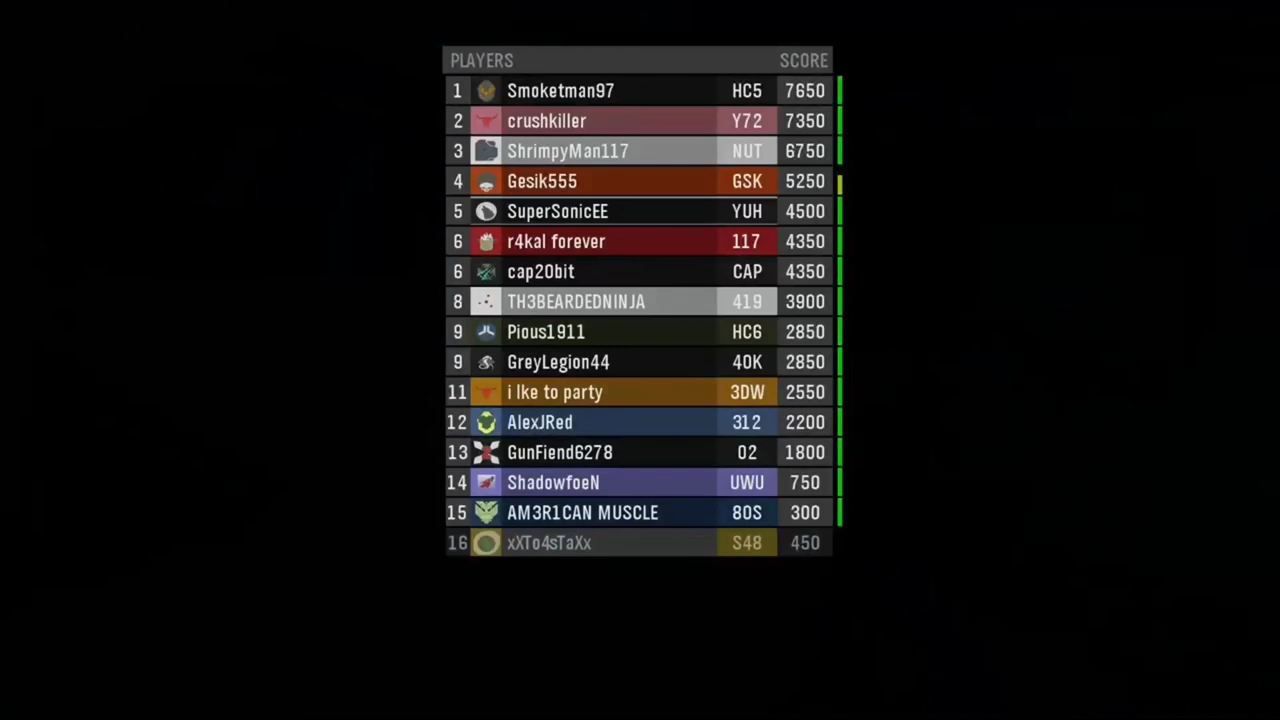 PLAYERS SCORE
1 Smoketman97 HC5 7650
2 crushkiller Y72 7350
3 ShrimpyMan117 NUT 6750
4 Gesik555 GSK 5250
5 SuperSonicEE YUH 4500
6 r4kal forever 117 4350
6 cap20bit CAP 4350
8 TH3BEARDEDNINJA 419 3900
9 Pious1911 HC6 2850
9 GreyLegion44 40K 2850
11 i lke to party 3DW 2550
12 AlexJRed 312 2200
13 GunFiend6278 02 1800
14 ShadowfoeN UWU 750
15 AM3R1CAN MUSCLE 80S 300
16 xXTo4sTaXx S48 450